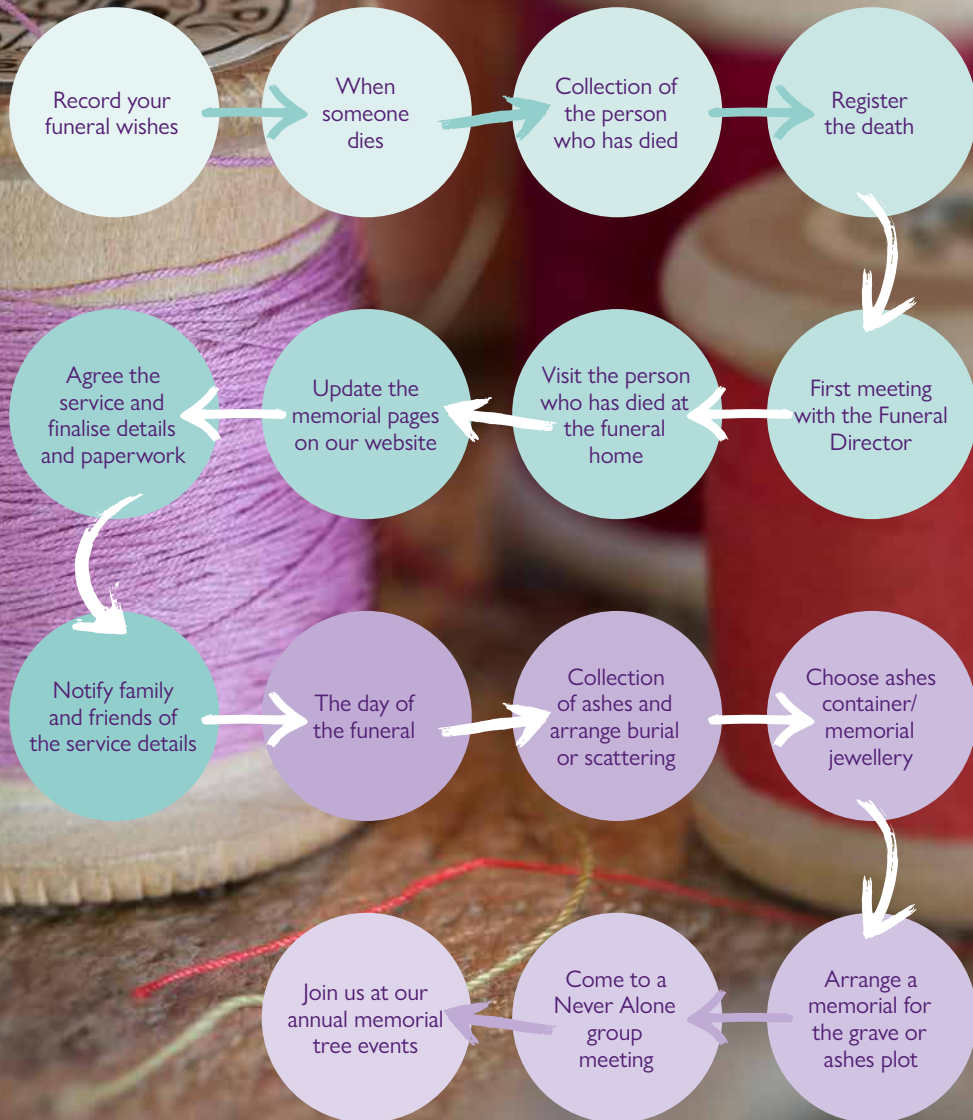 Record your
funeral wishes
When
someone
dies
Collection of
the person
who has died
Register
the death
First meeting
with the Funeral
Director
Visit the person
who has died at
the funeral
home
Update the
memorial pages
on our website
Agree the
service and
finalise details
and paperwork
Notify family
and friends of
the service details
The day of
the funeral
Collection
of ashes and
arrange burial
or scattering
Choose ashes
container/
memorial
jewellery
Arrange a
memorial for
the grave or
ashes plot
Come to a
Never Alone
group
meeting
Join us at our
annual memorial
tree events